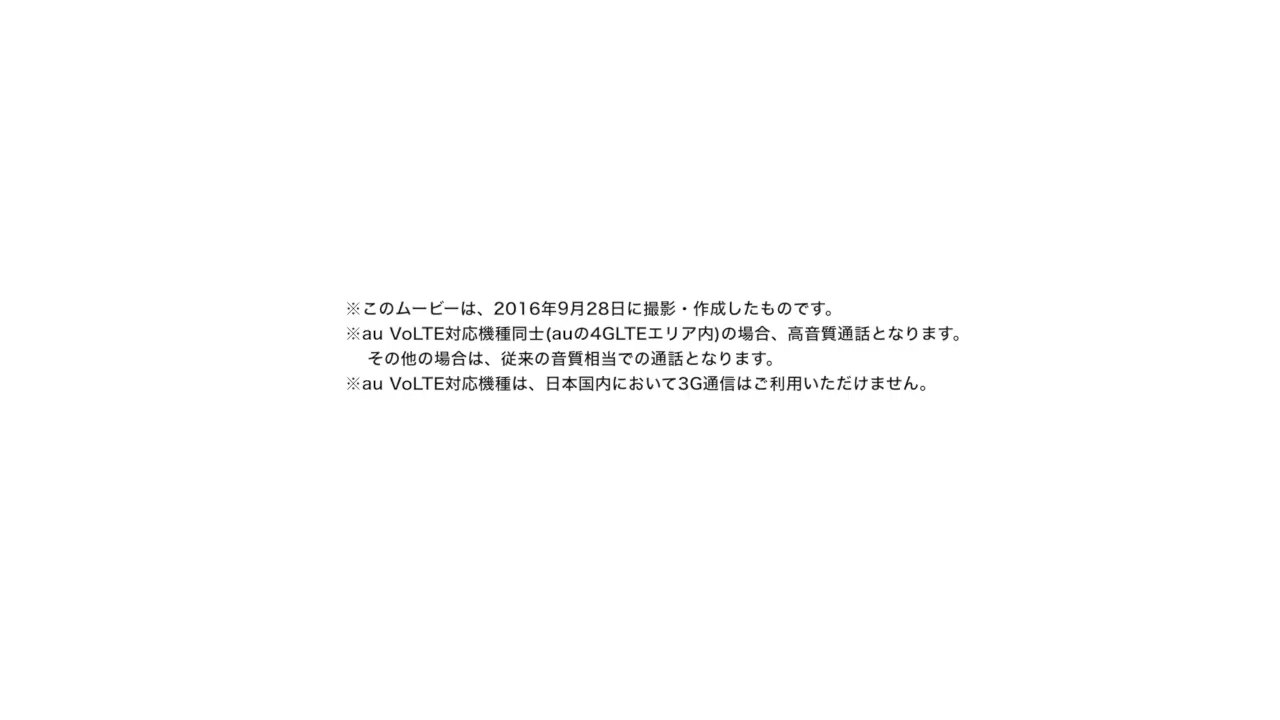 ※このムービーは、2016年9月28日に撮影・作成したものです。
※au VoLTE対応機種同士(auの4GLTEエリア内)の場合、高音質通話となります。
その他の場合は、従来の音質相当での通話となります。
※au VoLTE対応機種は、日本国内において3G通信はご利用いただけません。